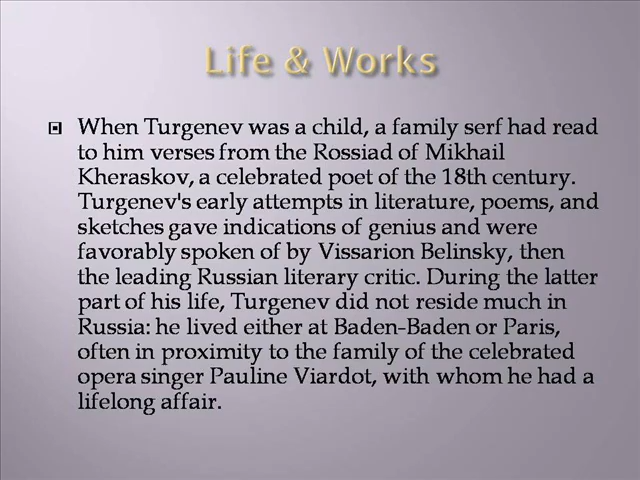 Life & Works
When Turgenev was a child, a family serf had read
to him verses from the Rossiad of Mikhail
Kheraskov, a celebrated poet of the 18th century.
Turgenev's early attempts in literature, poems, and
sketches gave indications of genius and were
favorably spoken of by Vissarion Belinsky, then
the leading Russian literary critic. During the latter
part of his life, Turgenev did not reside much in
Russia: he lived either at Baden-Baden or Paris,
often in proximity to the family of the celebrated
opera singer Pauline Viardot, with whom he had a
lifelong affair.